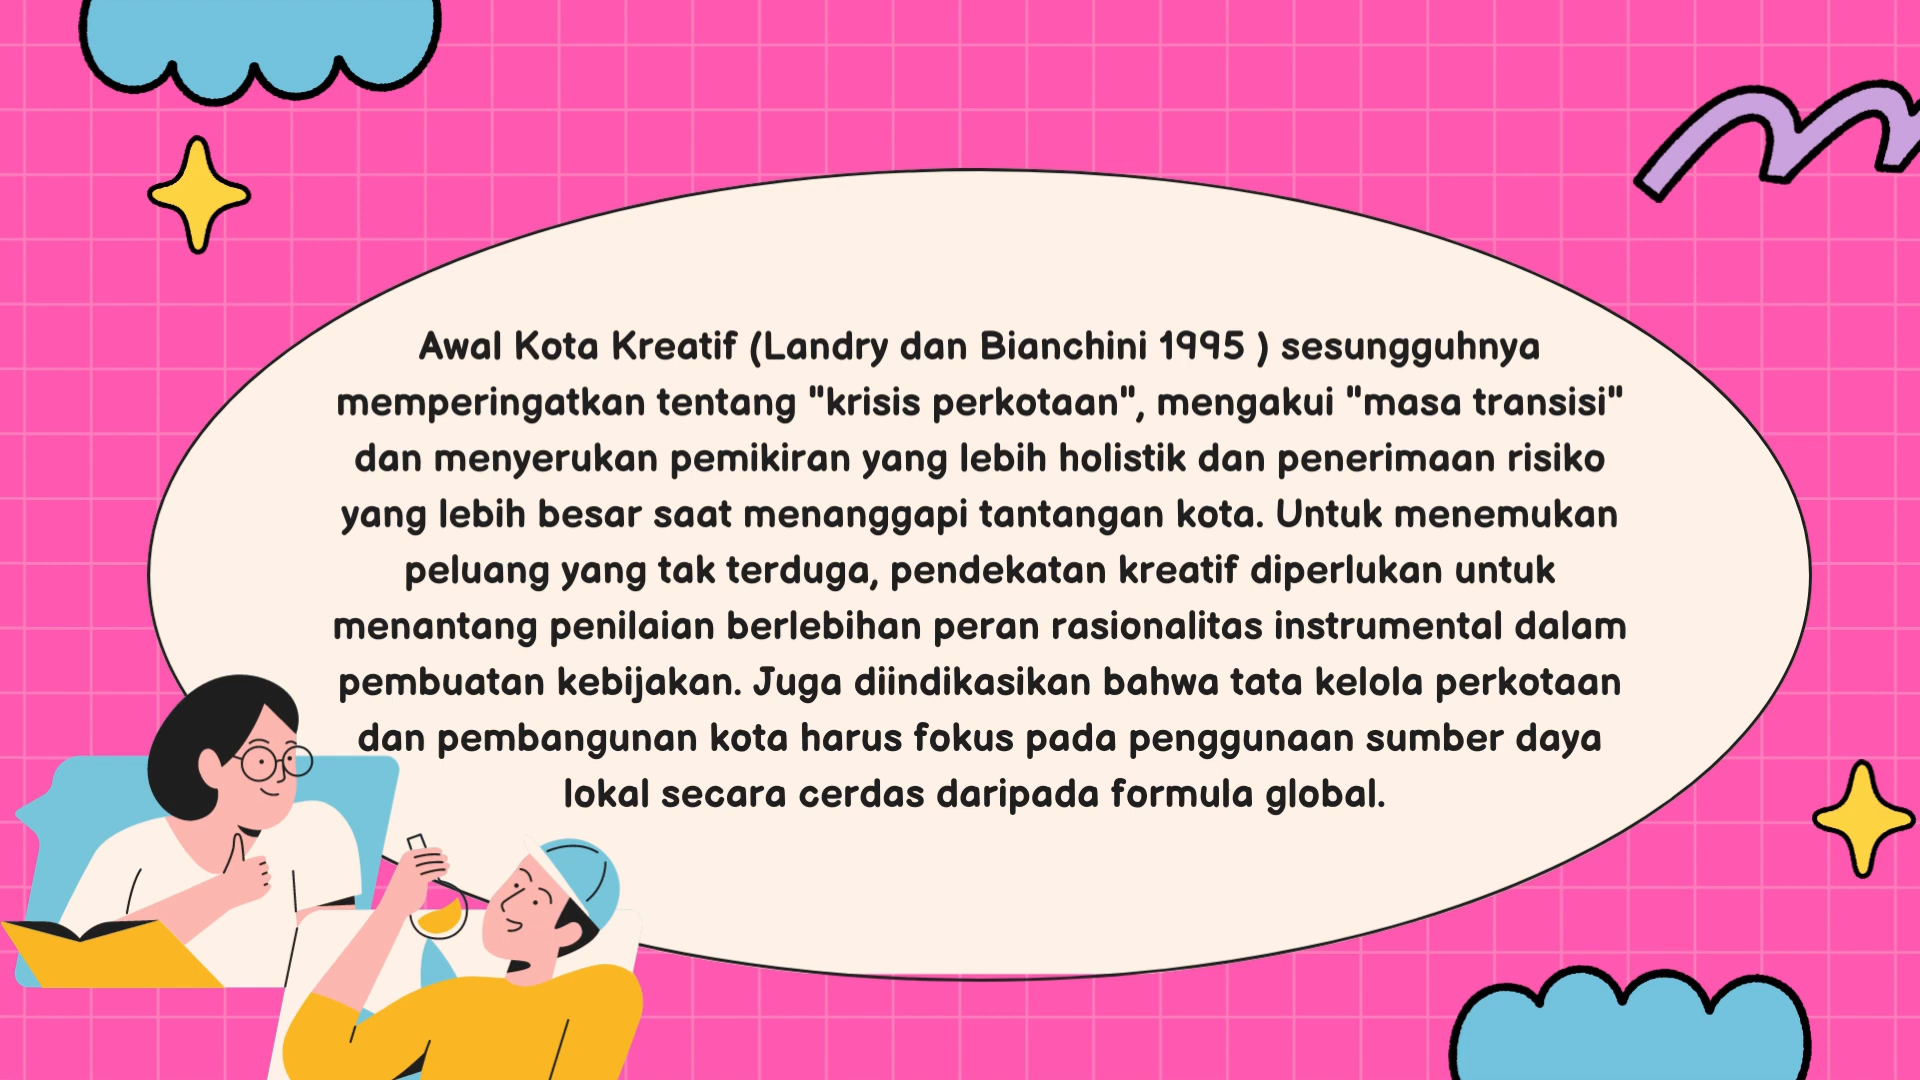 Awal Kota Kreatif (Landry dan Bianchini 1995 ) sesungguhnya
memperingatkan tentang "krisis perkotaan", mengakui "masa transisi"
dan menyerukan pemikiran yang lebih holistik dan penerimaan risiko
yang lebih besar saat menanggapi tantangan kota. Untuk menemukan
peluang yang tak terduga, pendekatan kreatif diperlukan untuk
menantang penilaian berlebihan peran rasionalitas instrumental dalam
pembuatan kebijakan. Juga diindikasikan bahwa tata kelola perkotaan
dan pembangunan kota harus fokus pada penggunaan sumber daya
lokal secara cerdas daripada formula global.